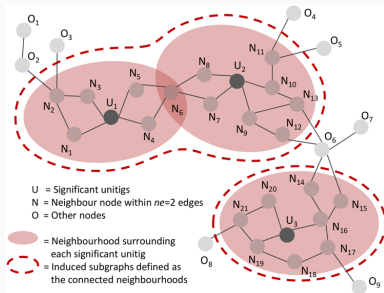 O1
O2
O3
N2
N3
N1
U1
N5
N4
N6
N8
U2
N7
N11
N10
N9
N12
N13
O4
O5
O6
O7
N14
N15
N20
N21
U3
N16
N19
N18
N17
O8
O9
U = Significant unitigs
N = Neighbour node within ne=2 edges
O = Other nodes
= Neighbourhood surrounding
each significant unitig
= Induced subgraphs defined as
the connected neighbourhoods